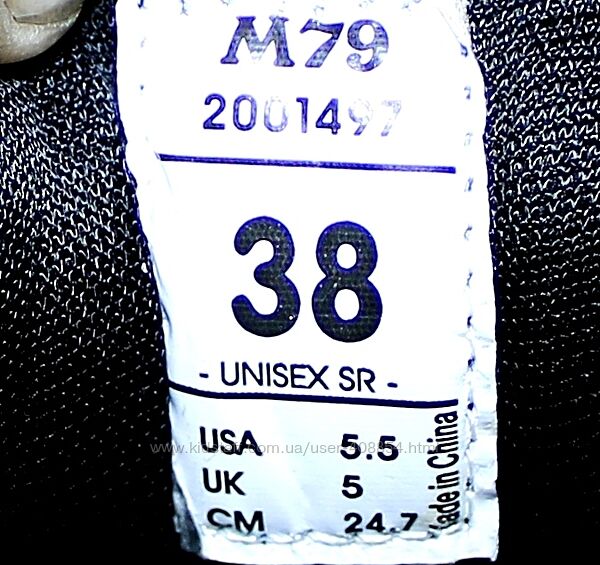 M79
2001497
38
- UNISEX SR -
USA 5.5
UK 5
CM 24.7
Made in China